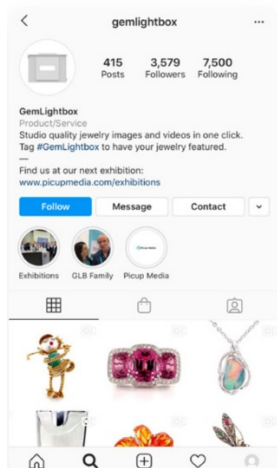 gemlightbox
415 3,579 7,500
Posts Followers Following
GemLightbox
Product/Service
Studio quality jewelry images and videos in one click.
Tag #GemLightbox to have your jewelry featured.
—
Find us at our next exhibition:
www.picupmedia.com/exhibitions
Follow Message Contact
Exhibitions GLB Family Picup Media